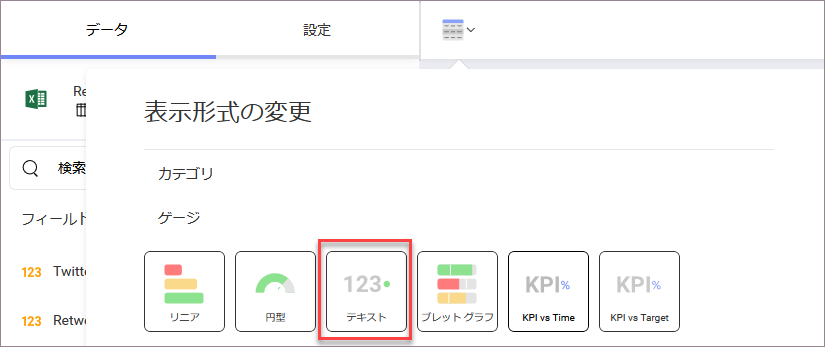 データ
設定
Re
表示形式の変更
検索
カテゴリ
フィールド
ゲージ
123 Twitte
123 Retwe
リニア
円型
123
テキスト
ブレット グラフ
KPI%
KPI vs Time
KPI%
KPI vs Target